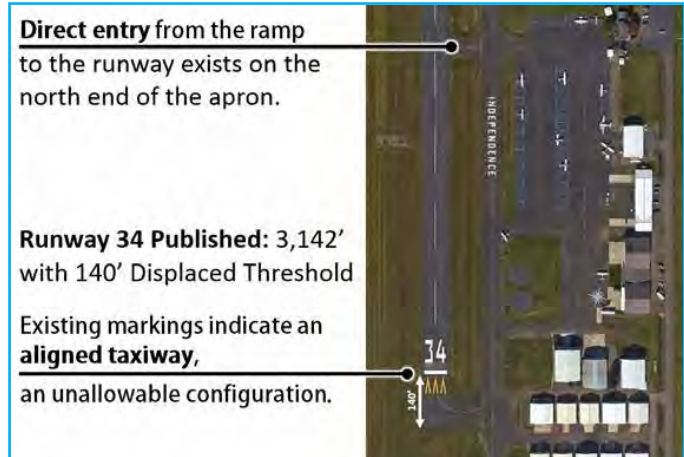 Direct entry from the ramp
to the runway exists on the
north end of the apron.
INDEPENDENCE
Runway 34 Published: 3,142'
with 140' Displaced Threshold
Existing markings indicate an
aligned taxiway,
an unallowable configuration.
34
140'